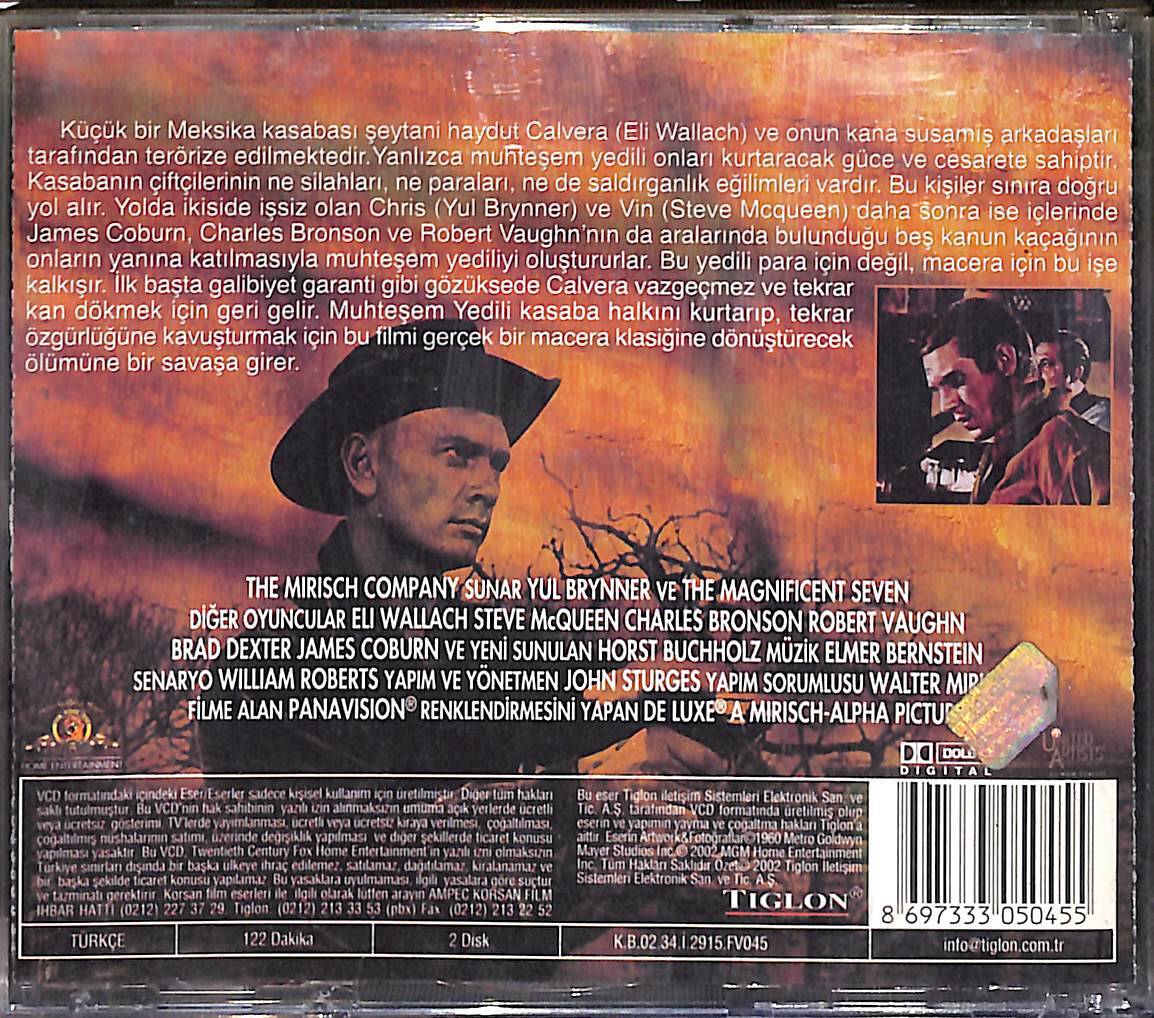 Küçük bir Meksika kasabası şeytani haydut Calvera (Eli Wallach) ve onun kana susamış arkadaşları
tarafından terörize edilmektedir.Yanlızca muhteşem yedili onları kurtaracak güce ve cesarete sahiptir.
Kasabanın çiftçilerinin ne silahları, ne paraları, ne de saldırganlık eğilimleri vardır. Bu kişiler sınıra doğru
yol alır. Yolda ikiside işsiz olan Chris (Yul Brynner) ve Vin (Steve Mcqueen) daha sonra ise içlerinde
James Coburn, Charles Bronson ve Robert Vaughn'nın da aralarında bulunduğu beş kanun kaçağının
onların yanına katılmasıyla muhteşem yediliyi oluştururlar. Bu yedili para için değil, macera için bu işe
kalkışır. İlk başta galibiyet garanti gibi gözüksede Calvera vazgeçmez ve tekrar
kan dökmek için geri gelir. Muhteşem Yedili kasaba halkını kurtarıp, tekrar
özgürlüğüne kavuşturmak için bu filmi gerçek bir macera klasiğine dönüştürecek
ölümüne bir savaşa girer.
THE MIRISCH COMPANY SUNAR YUL BRYNNER VE THE MAGNIFICENT SEVEN
DİĞER OYUNCULAR ELI WALLACH STEVE McQUEEN CHARLES BRONSON ROBERT VAUGHN
BRAD DEXTER JAMES COBURN VE YENİ SUNULAN HORST BUCHHOLZ MÜZİK ELMER BERNSTEIN
SENARYO WILLIAM ROBERTS YAPIM VE YÖNETMEN JOHN STURGES YAPIM SORUMLUSU WALTER
FİLME ALAN PANAVISION® RENKLENDİRMESİNİ YAPAN DE LUXE® A MIRISCH-ALPHA
HOME ENTERTAINMENT
UNITED
ARTISTS
DIGITAL
VCD formatındaki içindeki Eser/Eserler sadece kişisel kullanım için üretilmiştir. Diğer tüm hakları
saklı tutulmuştur. Bu VCD'nin hak sahibinin yazılı izin alınmaksızın umuma açık yerlerde ücretli
veya ücretsiz gösterimi, TV'lerde yayımlanması, ücretli veya ücretsiz kiraya verilmesi, çoğaltılması,
çoğaltılmış nüshalarının satımı, üzerinde değişiklik yapılması ve diğer şekillerde ticaret konusu
yapılması yasaktır. Bu VCD, Twentieth Century Fox Home Entertainment'in yazılı izni olmaksızın
Türkiye sınırları dışında bir başka ülkeye ihraç edilemez, satılamaz, dağıtılamaz, kiralanamaz ve
bir başka şekilde ticaret konusu yapılamaz. Bu yasaklara uyulmaması, ilgili yasalara göre suçtur
ve tazminatı gerektirir. Korsan film eserleri ile ilgili olarak lütfen arayın AMPEC KORSAN FİLM
İHBAR HATTI (0212) 227 37 29. Tiglon (0212) 213 33 53 (pbx) Fax (0212) 213 22 52
Bu eser Tiglon iletişim Sistemleri Elektronik San. ve
Tic. A.Ş. tarafından VCD formatında üretilmiş olup
eserin ve yapımın yayma ve çoğaltma hakları Tiglon'a
aittir. Eserin Artwork&Fotoğrafları©1960 Metro Goldwyn
Mayer Studios Inc.© 2002 MGM Home Entertainment
Inc. Tüm Hakları Saklıdır. Özet© 2002 Tiglon İletişim
Sistemleri Elektronik San. ve Tic. A.Ş.
TIGLON®
8 697333 050455
TÜRKÇE
122 Dakika
2 Disk
K.B.02.34.İ.2915.FV045
info@tiglon.com.tr